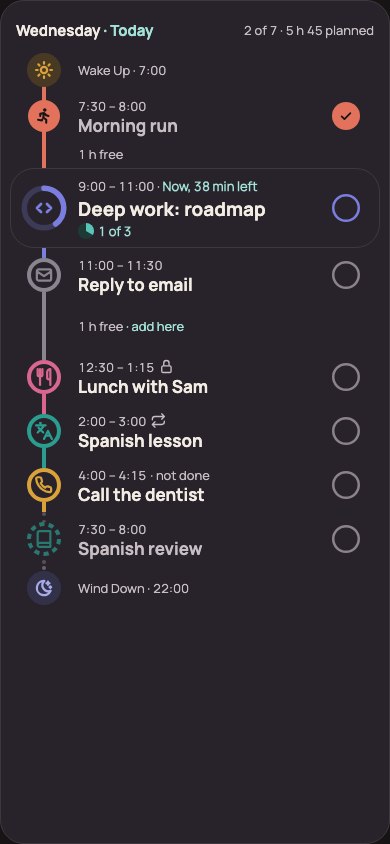 Wednesday · Today
2 of 7 · 5 h 45 planned
Wake Up · 7:00
7:30 – 8:00
Morning run
1 h free
9:00 – 11:00 · Now, 38 min left
Deep work: roadmap
1 of 3
11:00 – 11:30
Reply to email
1 h free · add here
12:30 – 1:15
Lunch with Sam
2:00 – 3:00
Spanish lesson
4:00 – 4:15 · not done
Call the dentist
7:30 – 8:00
Spanish review
Wind Down · 22:00